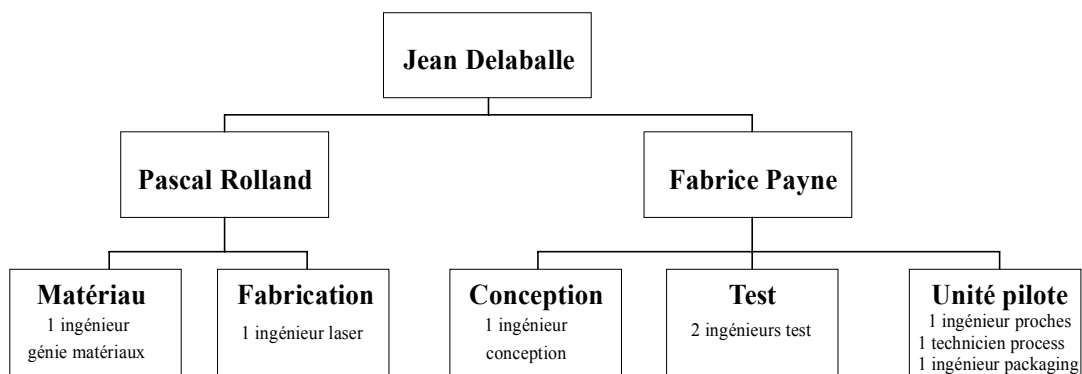 Jean Delaballe
Pascal Rolland
Fabrice Payne
Matériau
1 ingénieur
génie matériaux
Fabrication
1 ingénieur laser
Conception
1 ingénieur
conception
Test
2 ingénieurs test
Unité pilote
1 ingénieur proches
1 technicien process
1 ingénieur packaging